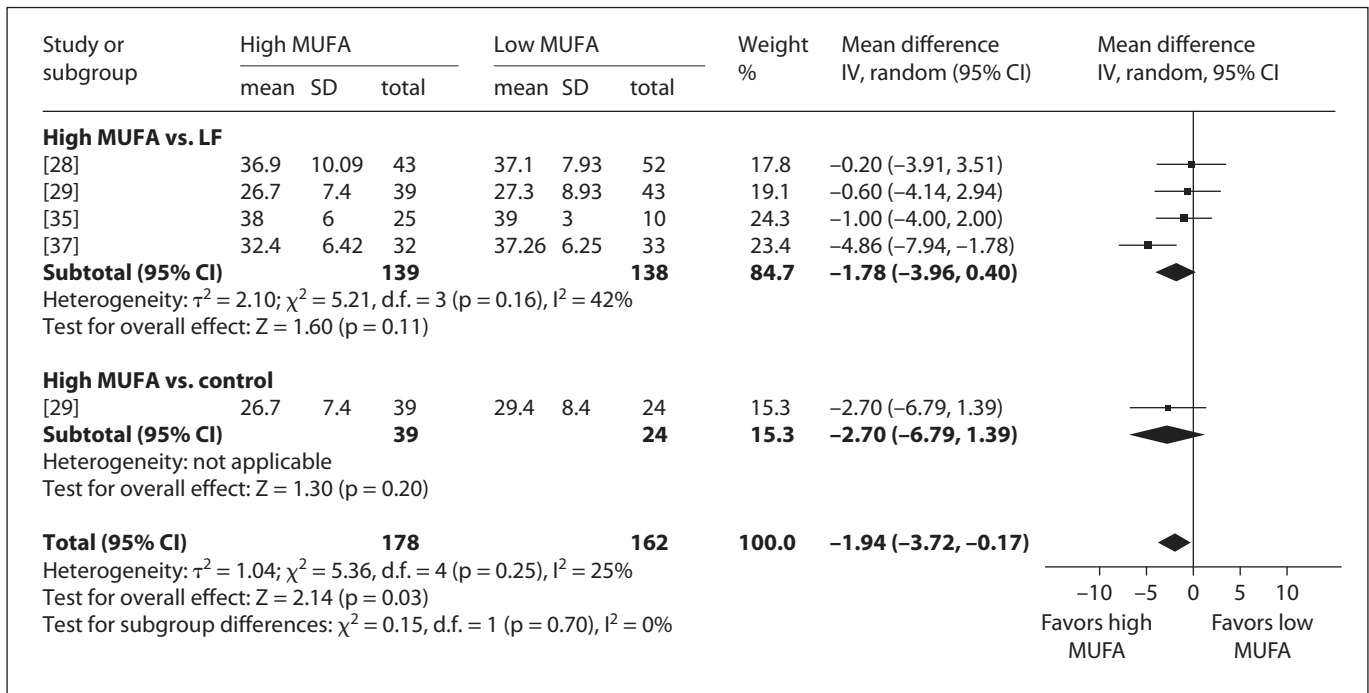 Study or subgroup High MUFA Low MUFA Weight % Mean difference IV, random (95% CI) Mean difference IV, random, 95% CI
mean SD total mean SD total
High MUFA vs. LF
[28] 36.9 10.09 43 37.1 7.93 52 17.8 –0.20 (–3.91, 3.51)
[29] 26.7 7.4 39 27.3 8.93 43 19.1 –0.60 (–4.14, 2.94)
[35] 38 6 25 39 3 10 24.3 –1.00 (–4.00, 2.00)
[37] 32.4 6.42 32 37.26 6.25 33 23.4 –4.86 (–7.94, –1.78)
Subtotal (95% CI) 139 138 84.7 –1.78 (–3.96, 0.40)
Heterogeneity: τ² = 2.10; χ² = 5.21, d.f. = 3 (p = 0.16), I² = 42%
Test for overall effect: Z = 1.60 (p = 0.11)
High MUFA vs. control
[29] 26.7 7.4 39 29.4 8.4 24 15.3 –2.70 (–6.79, 1.39)
Subtotal (95% CI) 39 24 15.3 –2.70 (–6.79, 1.39)
Heterogeneity: not applicable
Test for overall effect: Z = 1.30 (p = 0.20)
Total (95% CI) 178 162 100.0 –1.94 (–3.72, –0.17)
Heterogeneity: τ² = 1.04; χ² = 5.36, d.f. = 4 (p = 0.25), I² = 25%
Test for overall effect: Z = 2.14 (p = 0.03)
Test for subgroup differences: χ² = 0.15, d.f. = 1 (p = 0.70), I² = 0%
–10 –5 0 5 10
Favors high MUFA Favors low MUFA